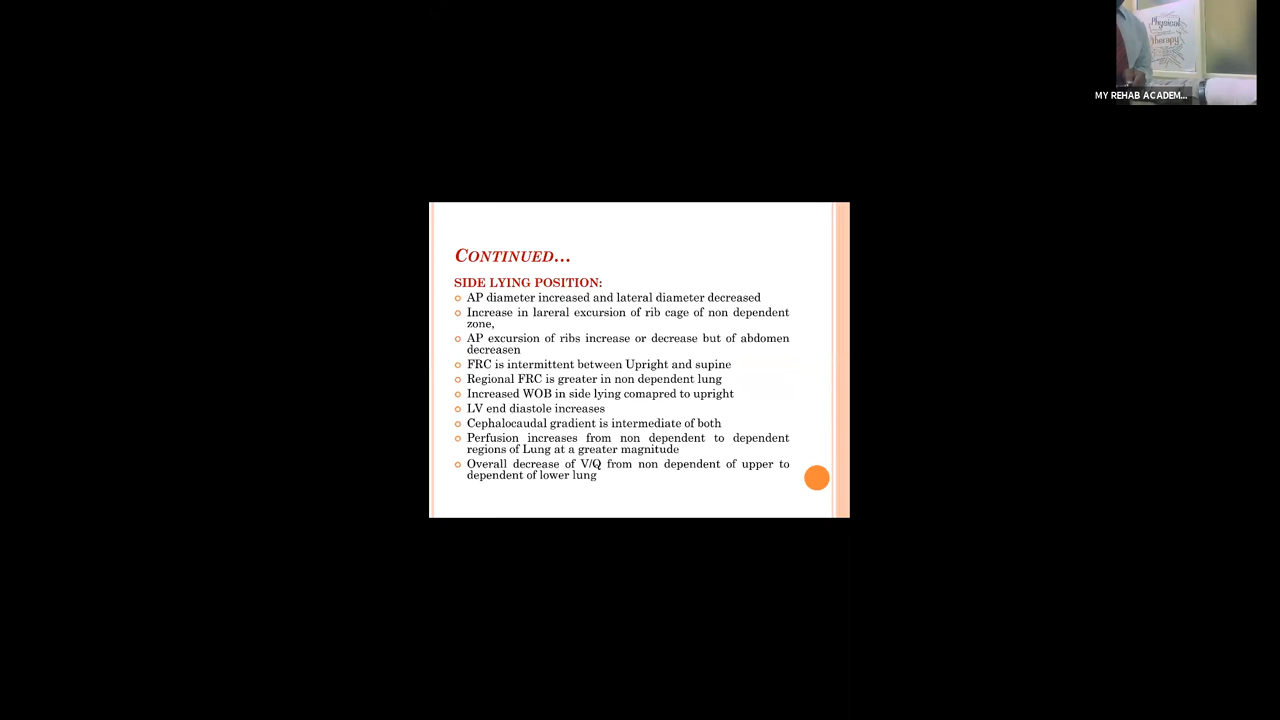 Physical
Therapy
MY REHAB ACADEM...
CONTINUED...
SIDE LYING POSITION:
AP diameter increased and lateral diameter decreased
Increase in lareral excursion of rib cage of non dependent
zone,
AP excursion of ribs increase or decrease but of abdomen
decreasen
FRC is intermittent between Upright and supine
Regional FRC is greater in non dependent lung
Increased WOB in side lying comapred to upright
LV end diastole increases
Cephalocaudal gradient is intermediate of both
Perfusion increases from non dependent to dependent
regions of Lung at a greater magnitude
Overall decrease of V/Q from non dependent of upper to
dependent of lower lung